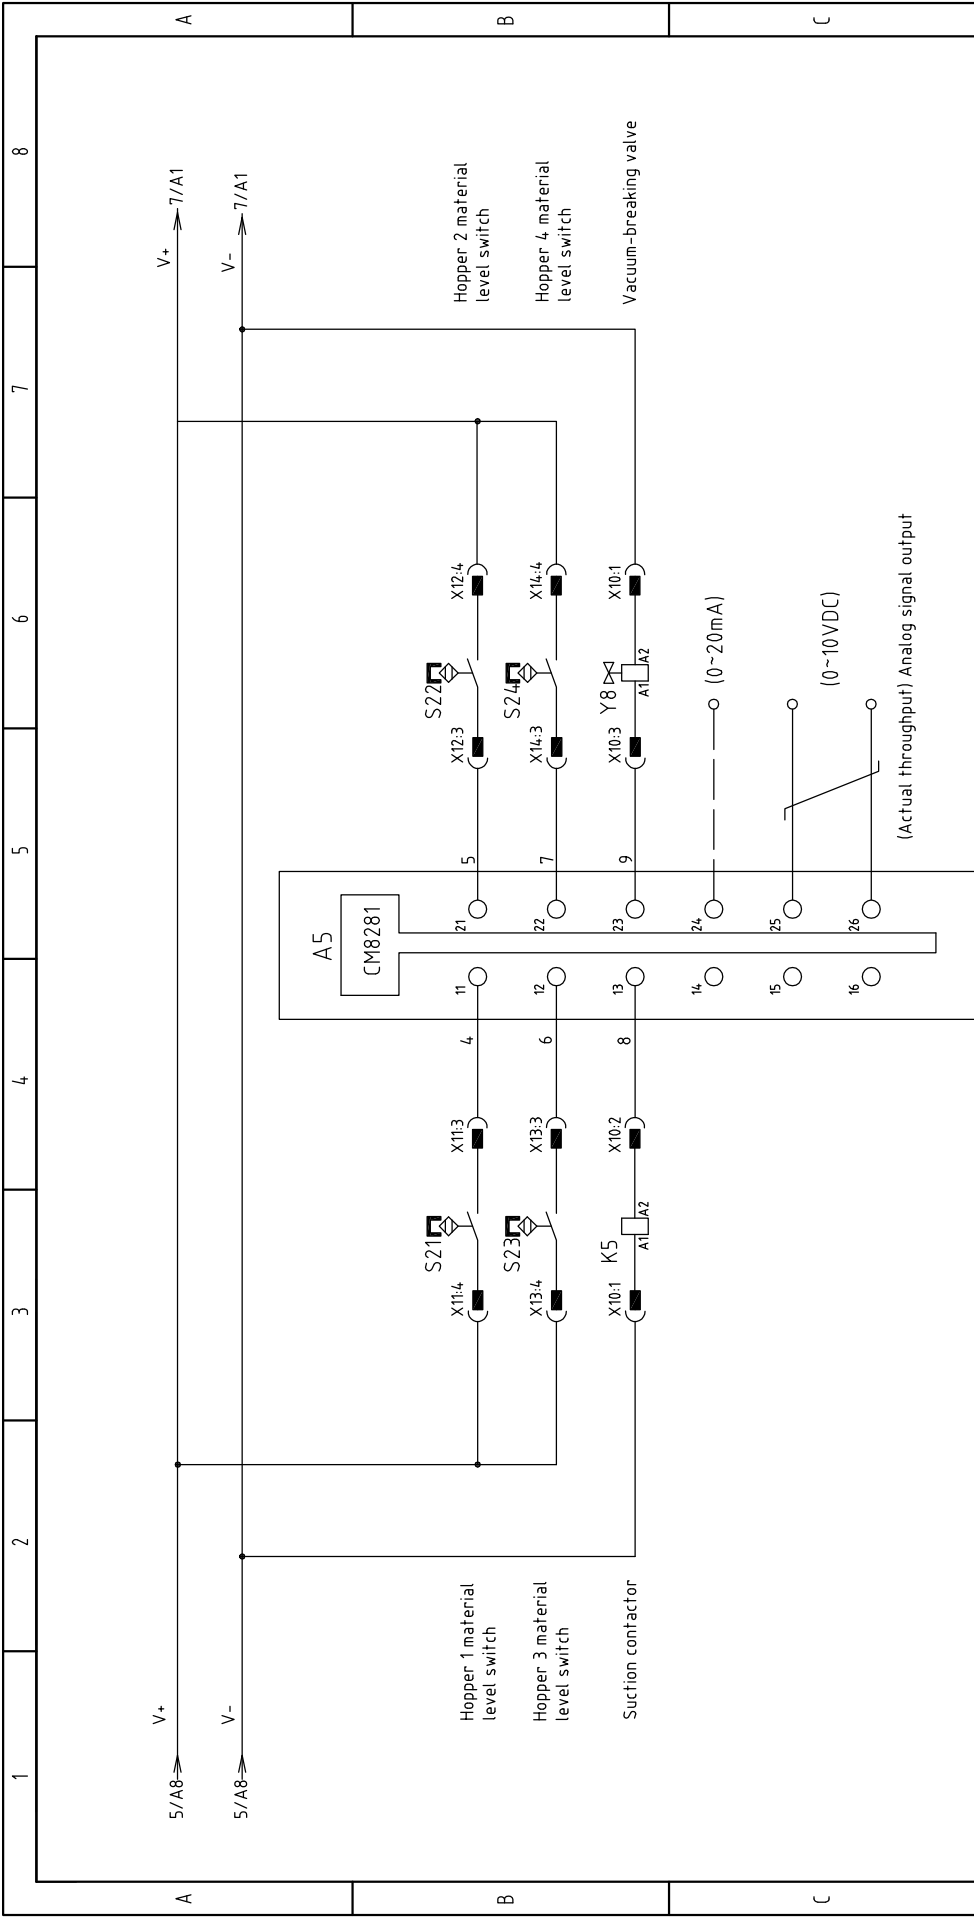 1
2
3
4
5
6
7
8
A
A
5/A8
V+
V+
7/A1
5/A8
V-
V-
7/A1
A5
CM8281
B
B
Hopper 1 material
level switch
S21
X11:4
X11:3
4
11
21
5
S22
X12:3
X12:4
Hopper 2 material
level switch
Hopper 3 material
level switch
S23
X13:4
X13:3
6
12
22
7
S24
X14:3
X14:4
Hopper 4 material
level switch
Suction contactor
K5
X10:1
A1
A2
X10:2
8
13
23
9
Y8
X10:3
A1
A2
X10:1
Vacuum-breaking valve
14
24
(0~20mA)
C
C
15
25
(0~10VDC)
16
26
(Actual throughput) Analog signal output